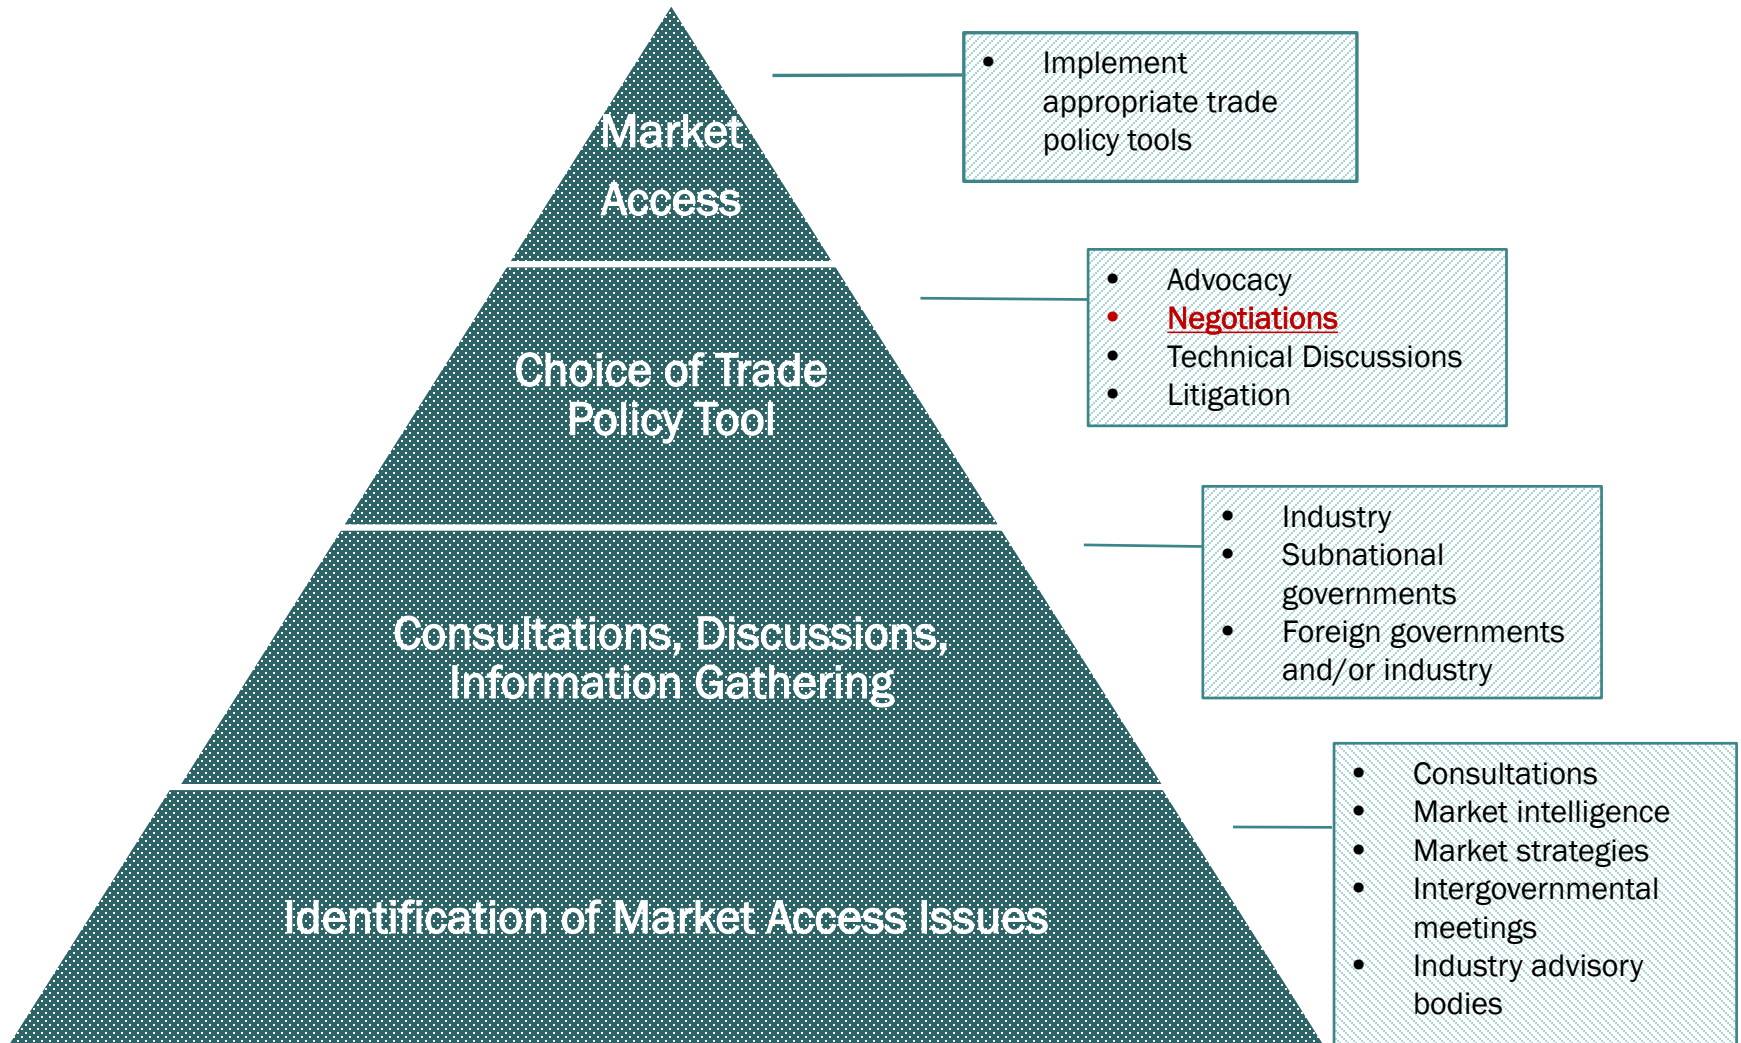 Market
Access
• Implement
appropriate trade
policy tools
Choice of Trade
Policy Tool
• Advocacy
• Negotiations
• Technical Discussions
• Litigation
Consultations, Discussions,
Information Gathering
• Industry
• Subnational
governments
• Foreign governments
and/or industry
Identification of Market Access Issues
• Consultations
• Market intelligence
• Market strategies
• Intergovernmental
meetings
• Industry advisory
bodies